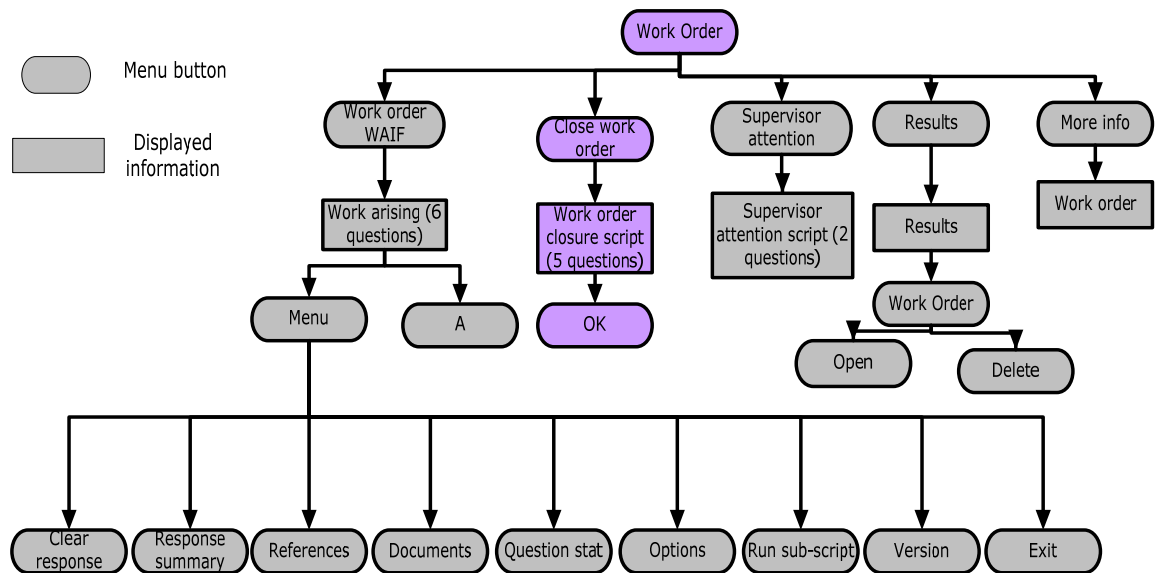 Work Order
Menu button
Displayed
information
Work order
WAIF
Close work
order
Supervisor
attention
Results
More info
Work arising (6
questions)
Work order
closure script
(5 questions)
Supervisor
attention script (2
questions)
Results
Work order
Menu
A
OK
Work Order
Open
Delete
Clear
response
Response
summary
References
Documents
Question stat
Options
Run sub-script
Version
Exit